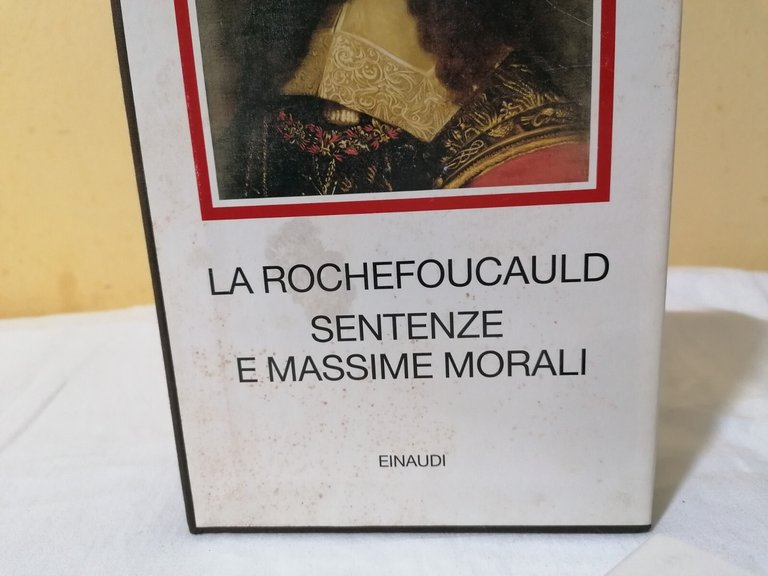 LA ROCHEFOUCAULD
SENTENZE
E MASSIME MORALI
EINAUDI